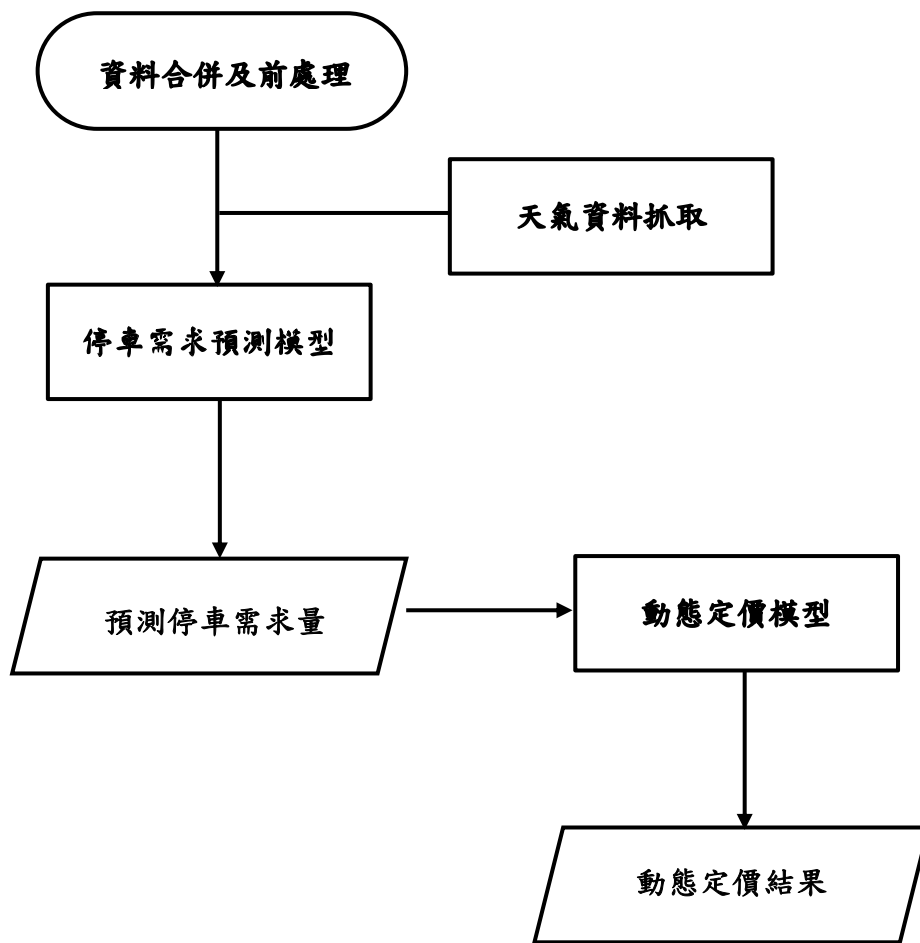 資料合併及前處理
天氣資料抓取
停車需求預測模型
預測停車需求量
動態定價模型
動態定價結果